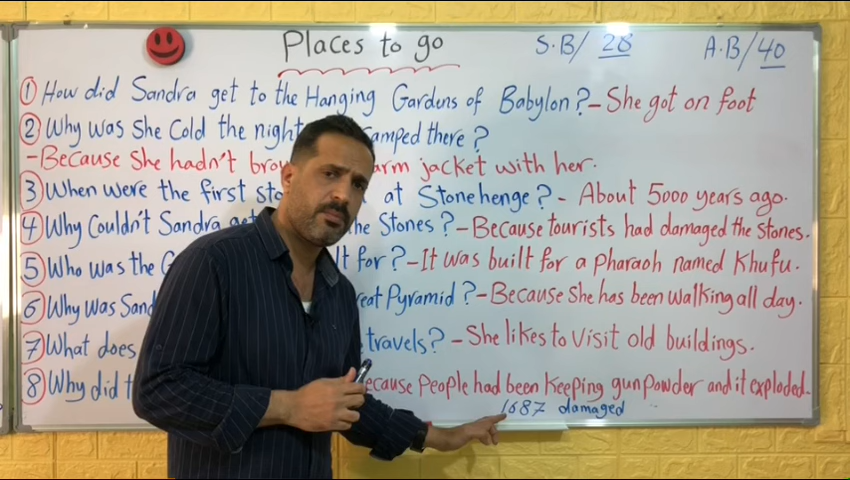 Places to go S.B/ 28 A.B/40
1 How did Sandra get to the Hanging Gardens of Babylon? - She got on foot
2 Why was She Cold the night camped there?
- Because She hadn't arm jacket with her.
3 When were the first at Stonehenge? - About 5000 years ago.
4 Why Couldn't Sandra get the Stones? - Because tourists had damaged the Stones.
5 Who was the for? - It was built for a pharaoh named Khufu.
6 Why was Pyramid? - Because She has been walking all day.
7 What does travels? - She likes to visit old buildings.
8 Why did People had been Keeping gunpowder and it exploded.
1687 damaged